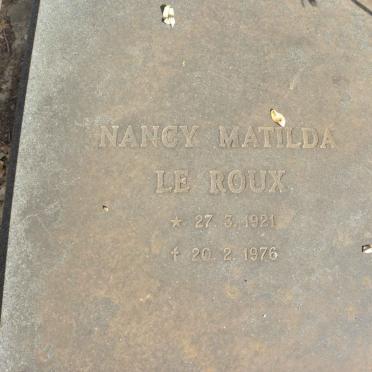 NANCY MATILDA
LE ROUX
★ 27. 3. 1921
✝ 20. 2. 1976